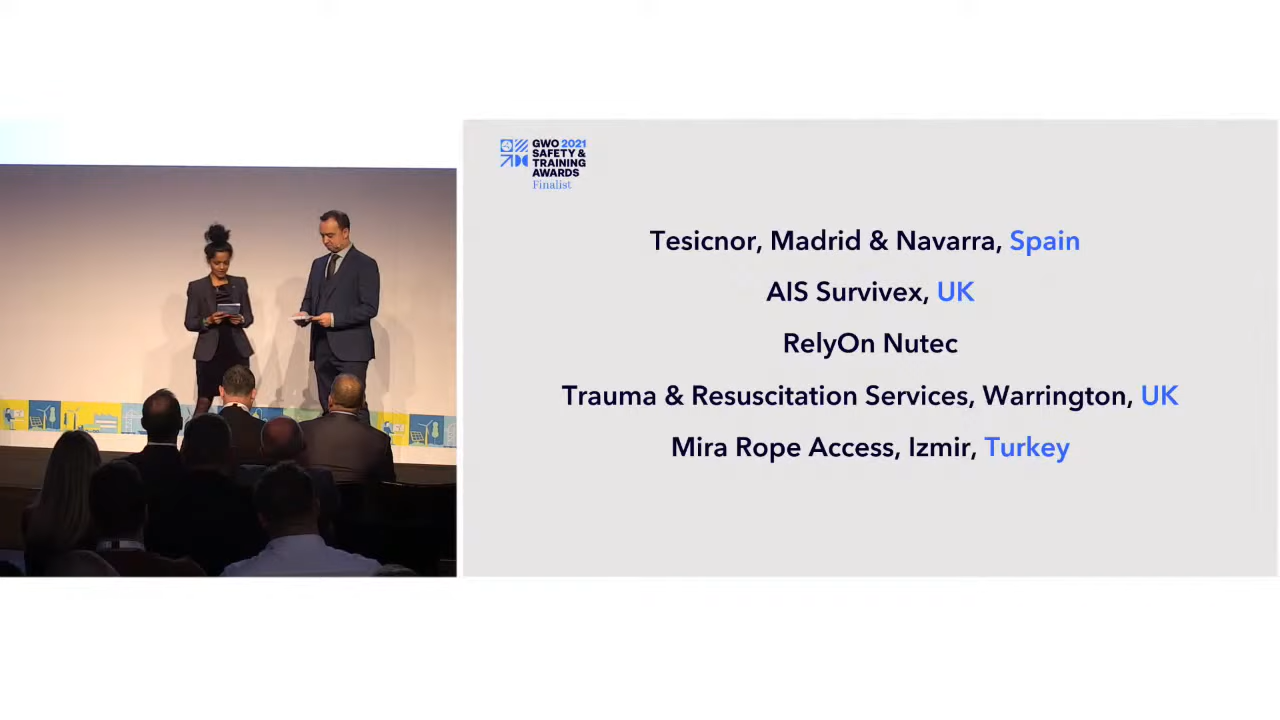 GWO 2021
SAFETY &
TRAINING
AWARDS
Finalist
Tesicnor, Madrid & Navarra, Spain
AIS Survivex, UK
RelyOn Nutec
Trauma & Resuscitation Services, Warrington, UK
Mira Rope Access, Izmir, Turkey